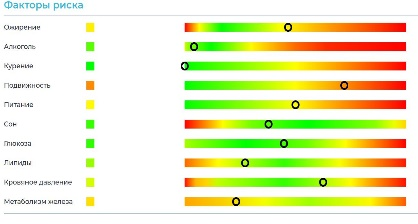 Факторы риска
Ожирение
Алкоголь
Курение
Подвижность
Питание
Сон
Глюкоза
Липиды
Кровяное давление
Метаболизм железа